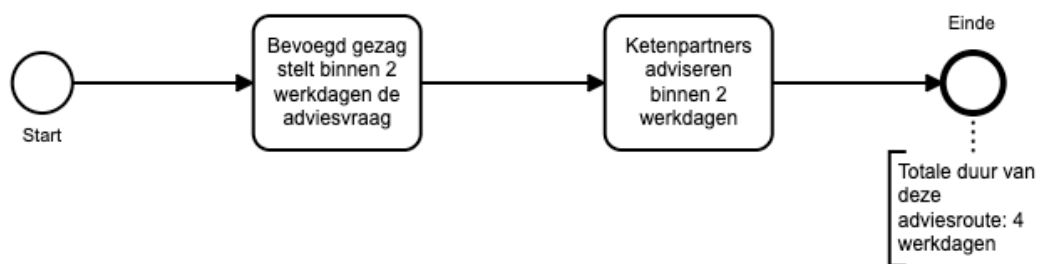 Start
Bevoegd gezag
stelt binnen 2
werkdagen de
adviesvraag
Ketenpartners
adviseren
binnen 2
werkdagen
Einde
Totale duur van
deze
adviesroute: 4
werkdagen